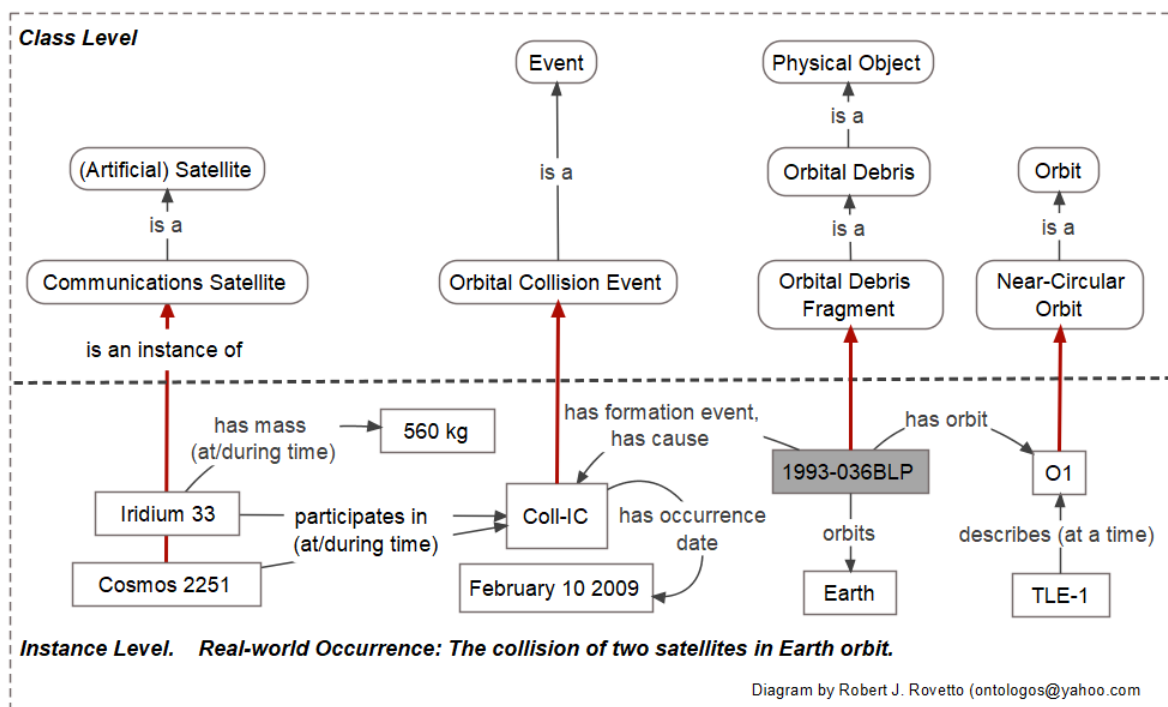 Class Level
Event
Physical Object
is a
(Artificial) Satellite
is a
Orbital Debris
Orbit
is a
is a
is a
Communications Satellite
Orbital Collision Event
Orbital Debris
Fragment
Near-Circular
Orbit
is an instance of
has mass
(at/during time)
560 kg
has formation event,
has cause
has orbit
1993-036BLP
O1
Iridium 33
participates in
(at/during time)
Coll-IC
has occurrence
date
orbits
describes (at a time)
Cosmos 2251
February 10 2009
Earth
TLE-1
Instance Level. Real-world Occurrence: The collision of two satellites in Earth orbit.
Diagram by Robert J. Rovetto (ontologos@yahoo.com